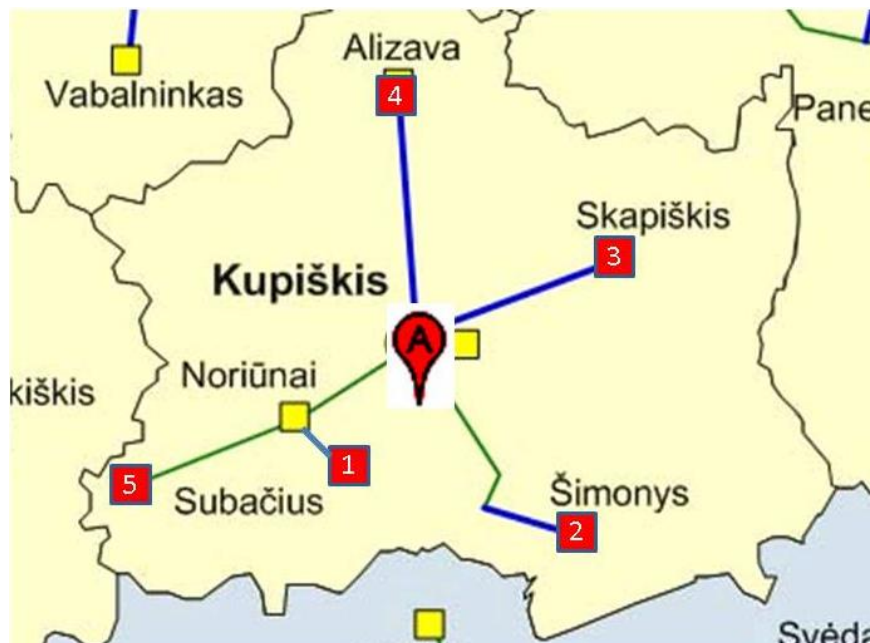 Alizava
4
Vabalninkas
Pane
Skapiškis
3
Kupiškis
A
Noriūnai
kiškis
1
5
Subačius
Šimonys
2
Svėda